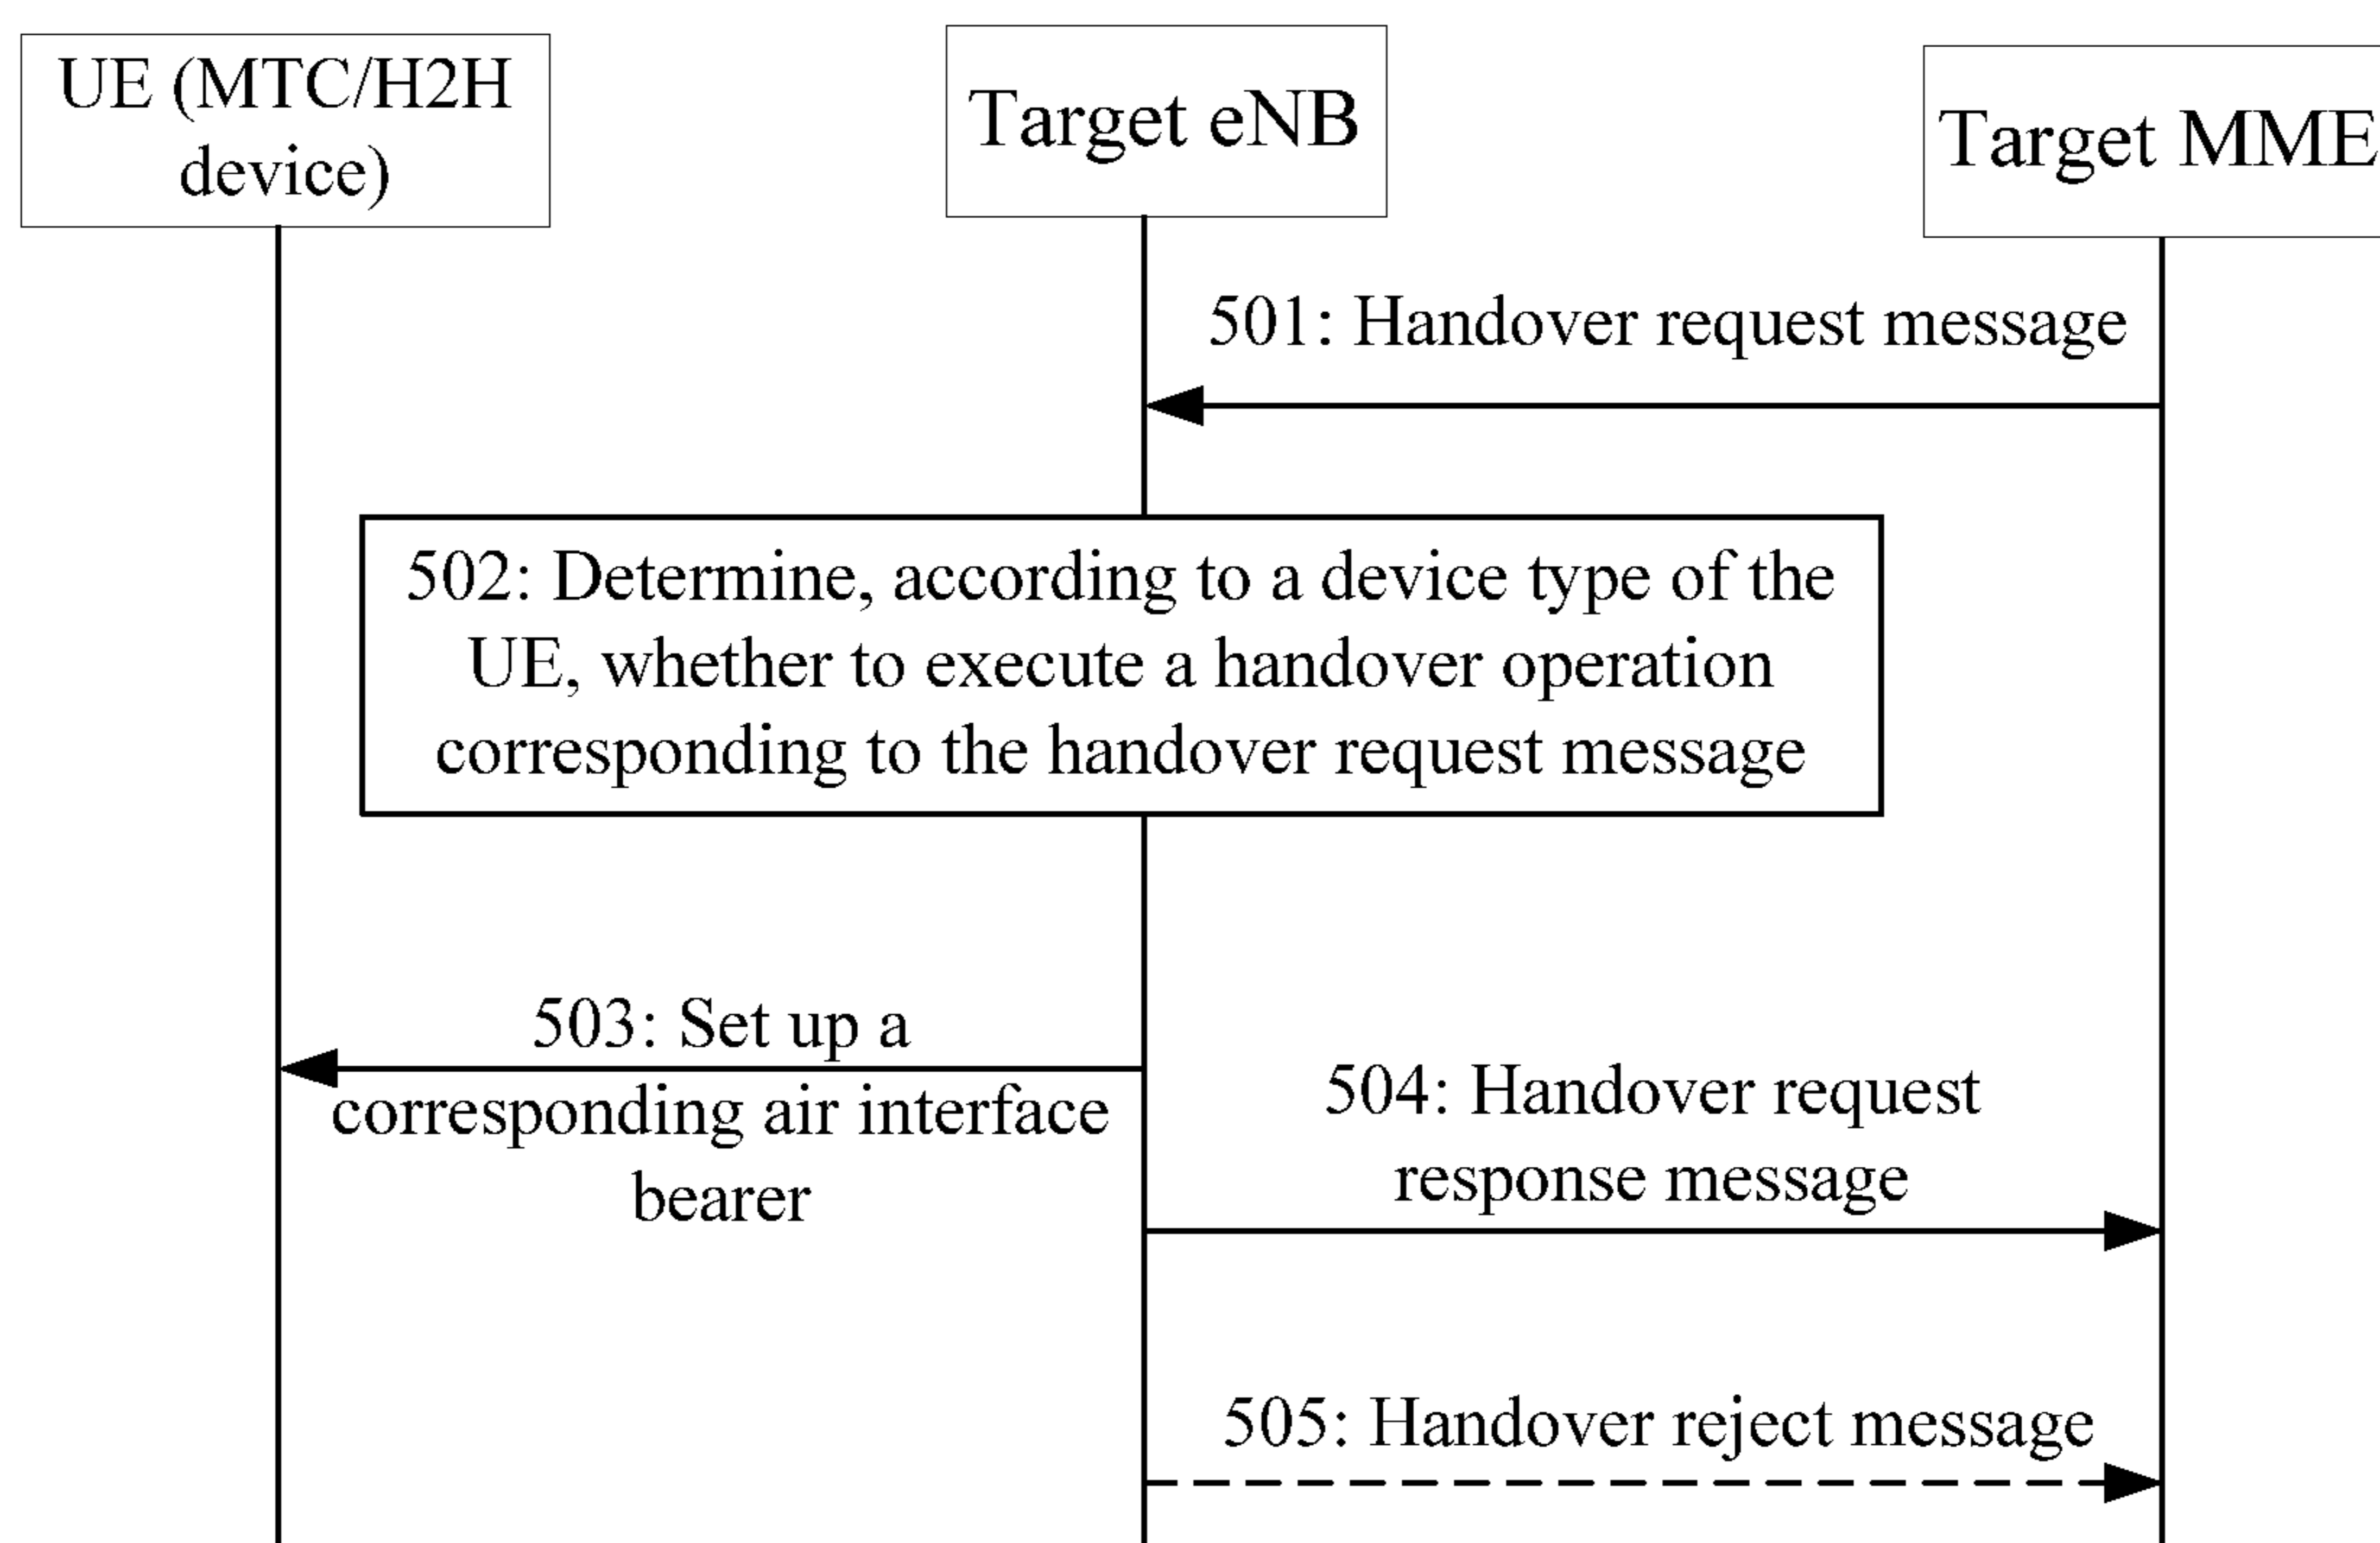 UE (MTC/H2H
device)
Target eNB
Target MME
501: Handover request message
502: Determine, according to a device type of the
UE, whether to execute a handover operation
corresponding to the handover request message
503: Set up a
corresponding air interface
bearer
504: Handover request
response message
505: Handover reject message